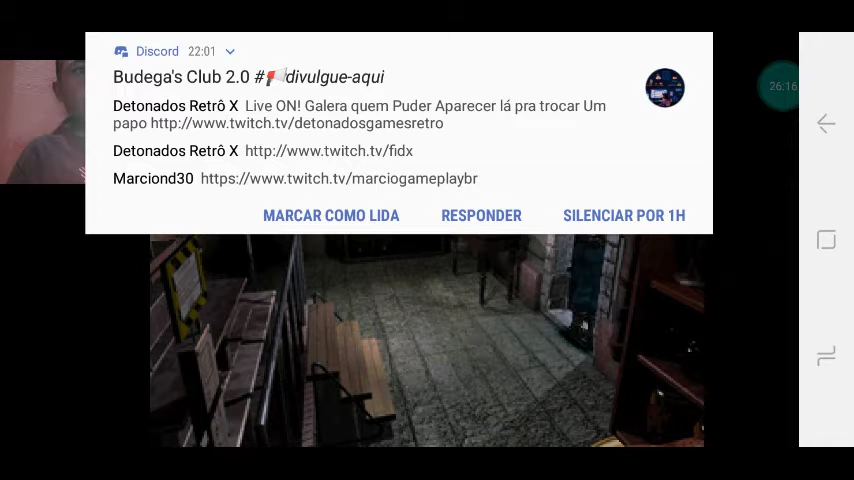 Discord 22:01
Budega's Club 2.0 #divulgue-aqui
Detonados Retrô X Live ON! Galera quem Puder Aparecer lá pra trocar Um
papo http://www.twitch.tv/detonadosgamesretro
Detonados Retrô X http://www.twitch.tv/fidx
Marciond30 https://www.twitch.tv/marciogameplaybr
MARCAR COMO LIDA RESPONDER SILENCIAR POR 1H
26:16